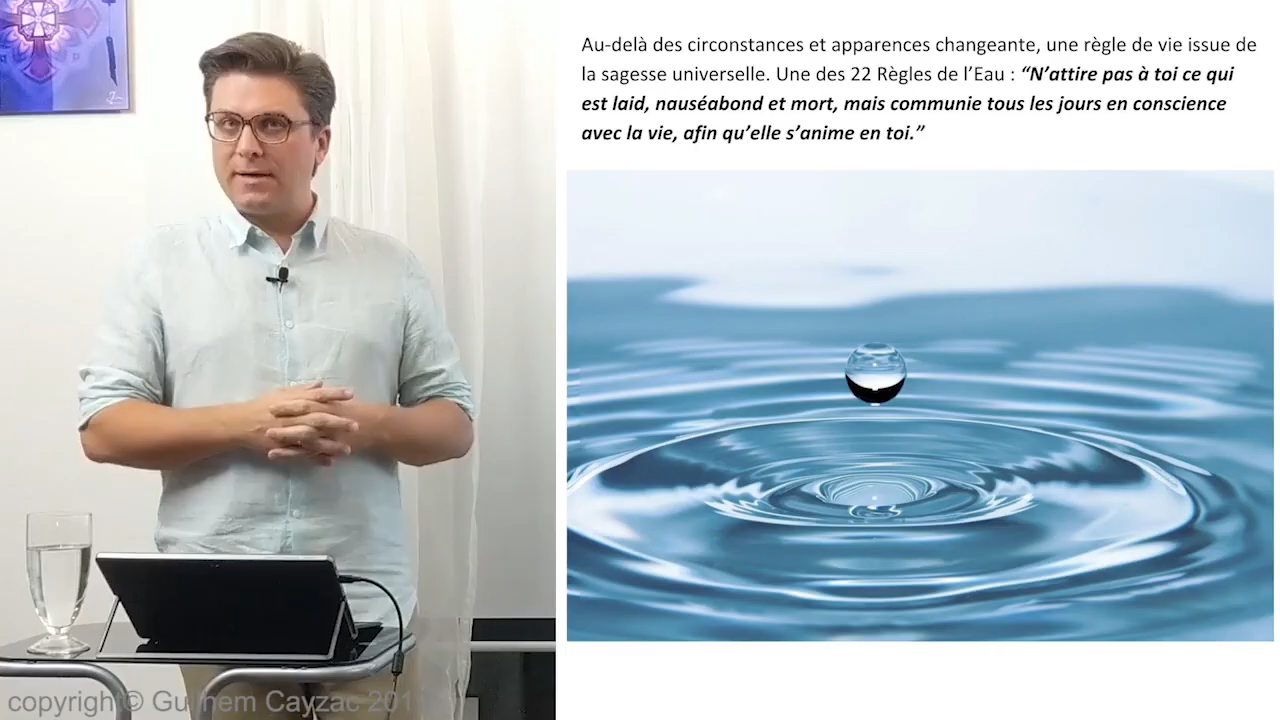 Au-delà des circonstances et apparences changeante, une règle de vie issue de
la sagesse universelle. Une des 22 Règles de l’Eau : “N’attire pas à toi ce qui
est laid, nauséabond et mort, mais communie tous les jours en conscience
avec la vie, afin qu’elle s’anime en toi.”
copyright© Guilhem Cayzac